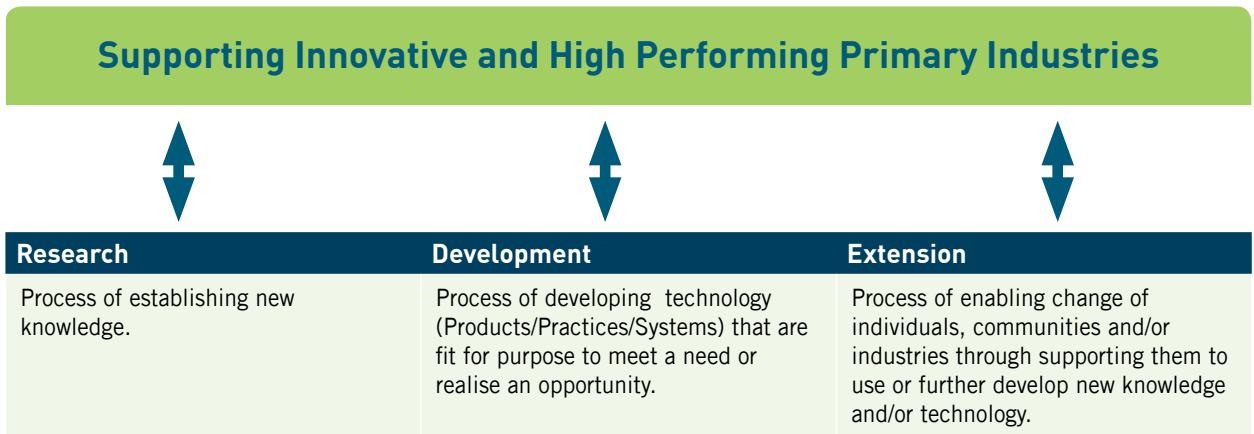 Supporting Innovative and High Performing Primary Industries
Research
Process of establishing new
knowledge.
Development
Process of developing technology
(Products/Practices/Systems) that are
fit for purpose to meet a need or
realise an opportunity.
Extension
Process of enabling change of
individuals, communities and/or
industries through supporting them to
use or further develop new knowledge
and/or technology.